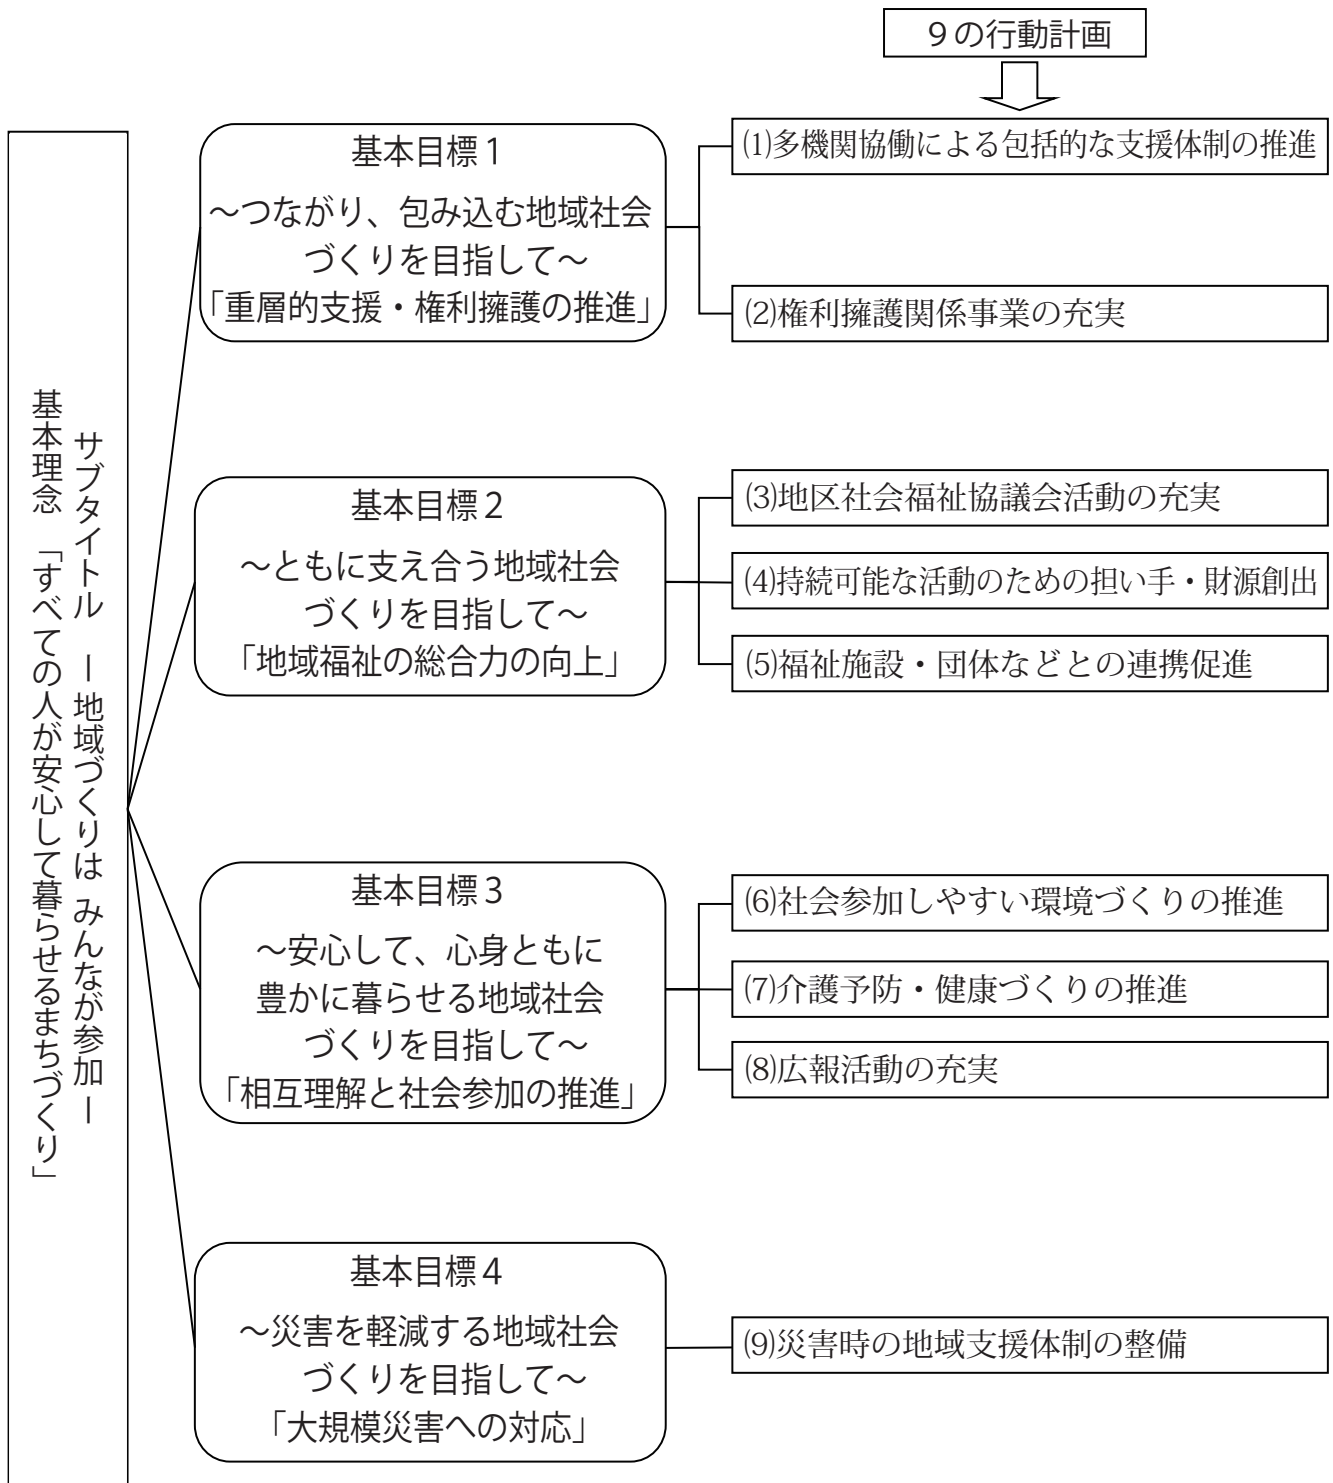 ９の行動計画
基本理念　「すべての人が安心して暮らせるまちづくり」
サブタイトル　ー 地域づくりは みんなが参加 ー
基本目標１
～つながり、包み込む地域社会
づくりを目指して～
「重層的支援・権利擁護の推進」
⑴多機関協働による包括的な支援体制の推進
⑵権利擁護関係事業の充実
基本目標２
～ともに支え合う地域社会
づくりを目指して～
「地域福祉の総合力の向上」
⑶地区社会福祉協議会活動の充実
⑷持続可能な活動のための担い手・財源創出
⑸福祉施設・団体などとの連携促進
基本目標３
～安心して、心身ともに
豊かに暮らせる地域社会
づくりを目指して～
「相互理解と社会参加の推進」
⑹社会参加しやすい環境づくりの推進
⑺介護予防・健康づくりの推進
⑻広報活動の充実
基本目標４
～災害を軽減する地域社会
づくりを目指して～
「大規模災害への対応」
⑼災害時の地域支援体制の整備